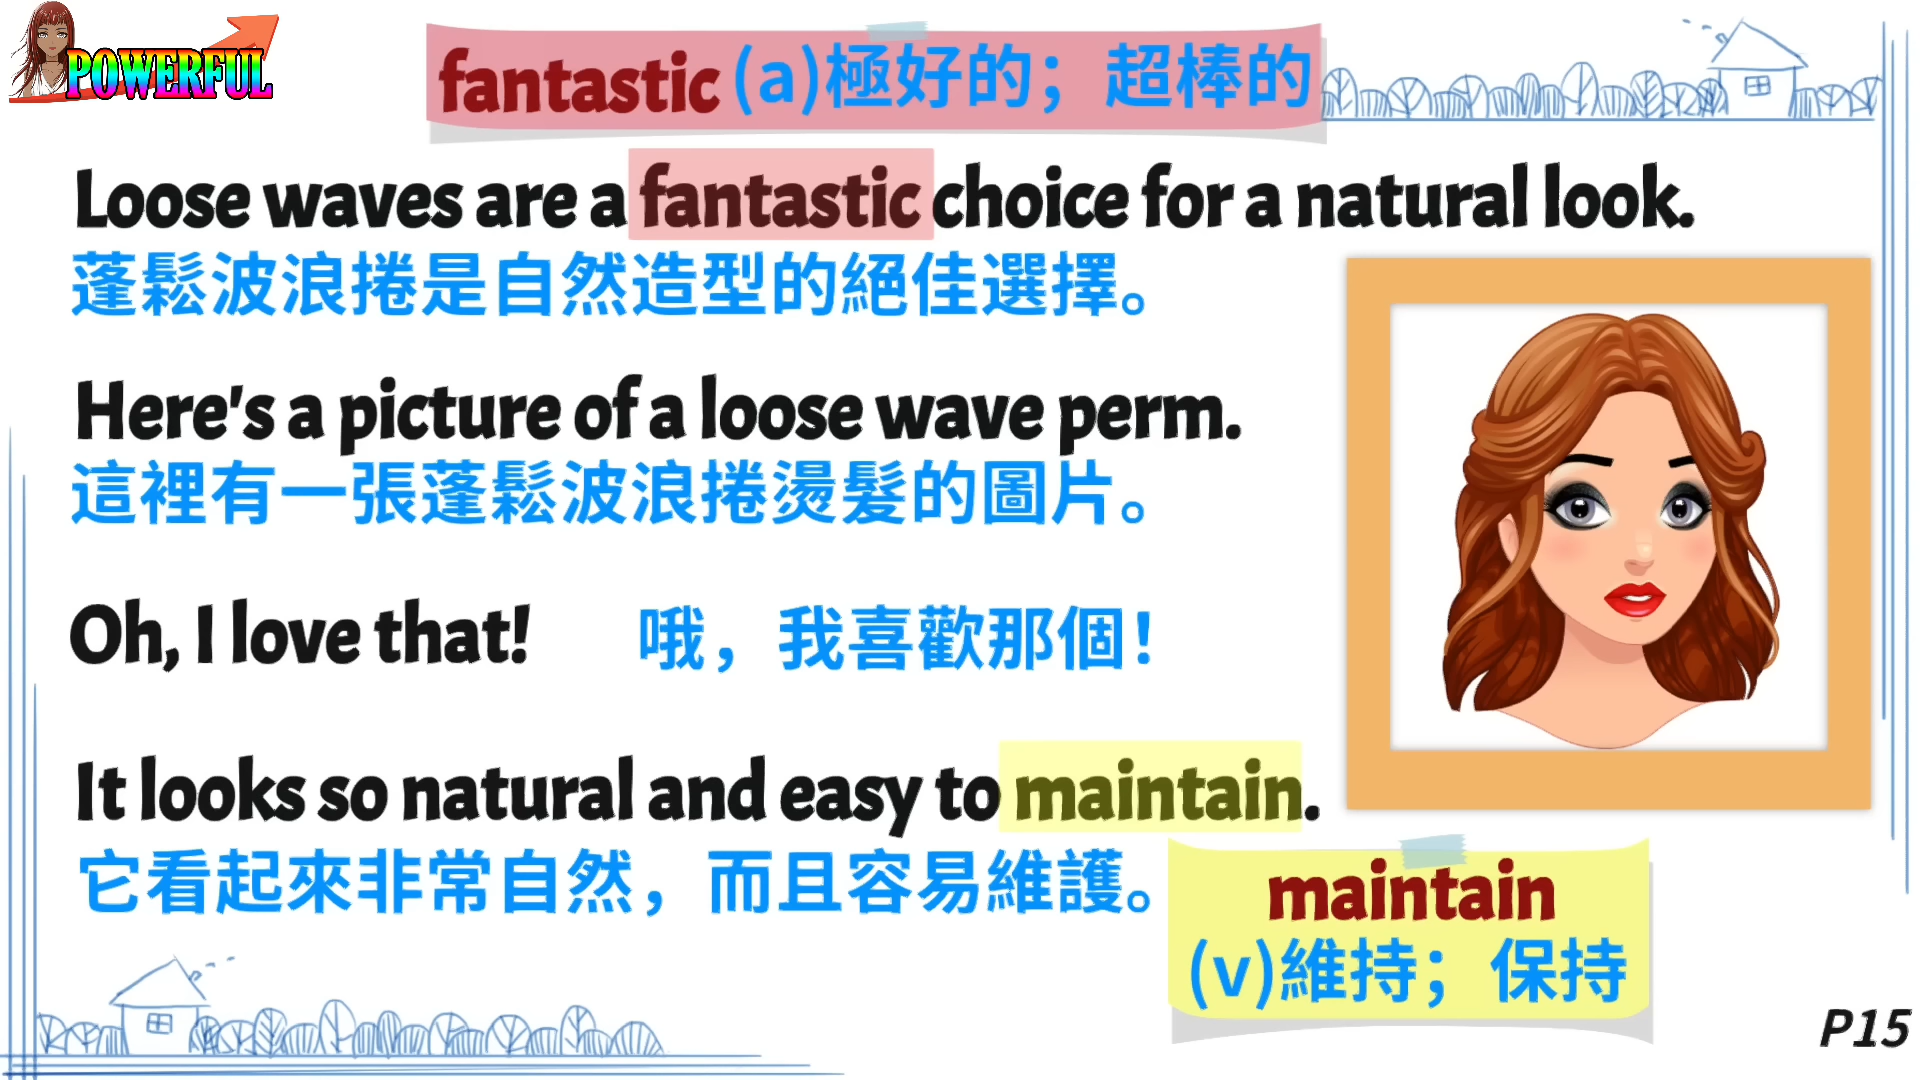 POWERFUL
fantastic (a)極好的；超棒的
Loose waves are a fantastic choice for a natural look.
蓬鬆波浪捲是自然造型的絕佳選擇。
Here's a picture of a loose wave perm.
這裡有一張蓬鬆波浪捲燙髮的圖片。
Oh, I love that! 哦，我喜歡那個！
It looks so natural and easy to maintain.
它看起來非常自然，而且容易維護。
maintain
(v)維持；保持
P15